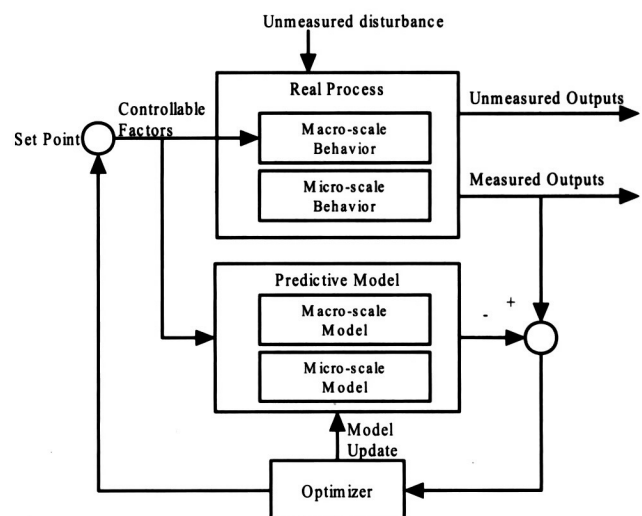 Unmeasured disturbance
Real Process
Controllable
Factors
Set Point
Macro-scale
Behavior
Micro-scale
Behavior
Unmeasured Outputs
Measured Outputs
Predictive Model
Macro-scale
Model
Micro-scale
Model
- +
Model
Update
Optimizer